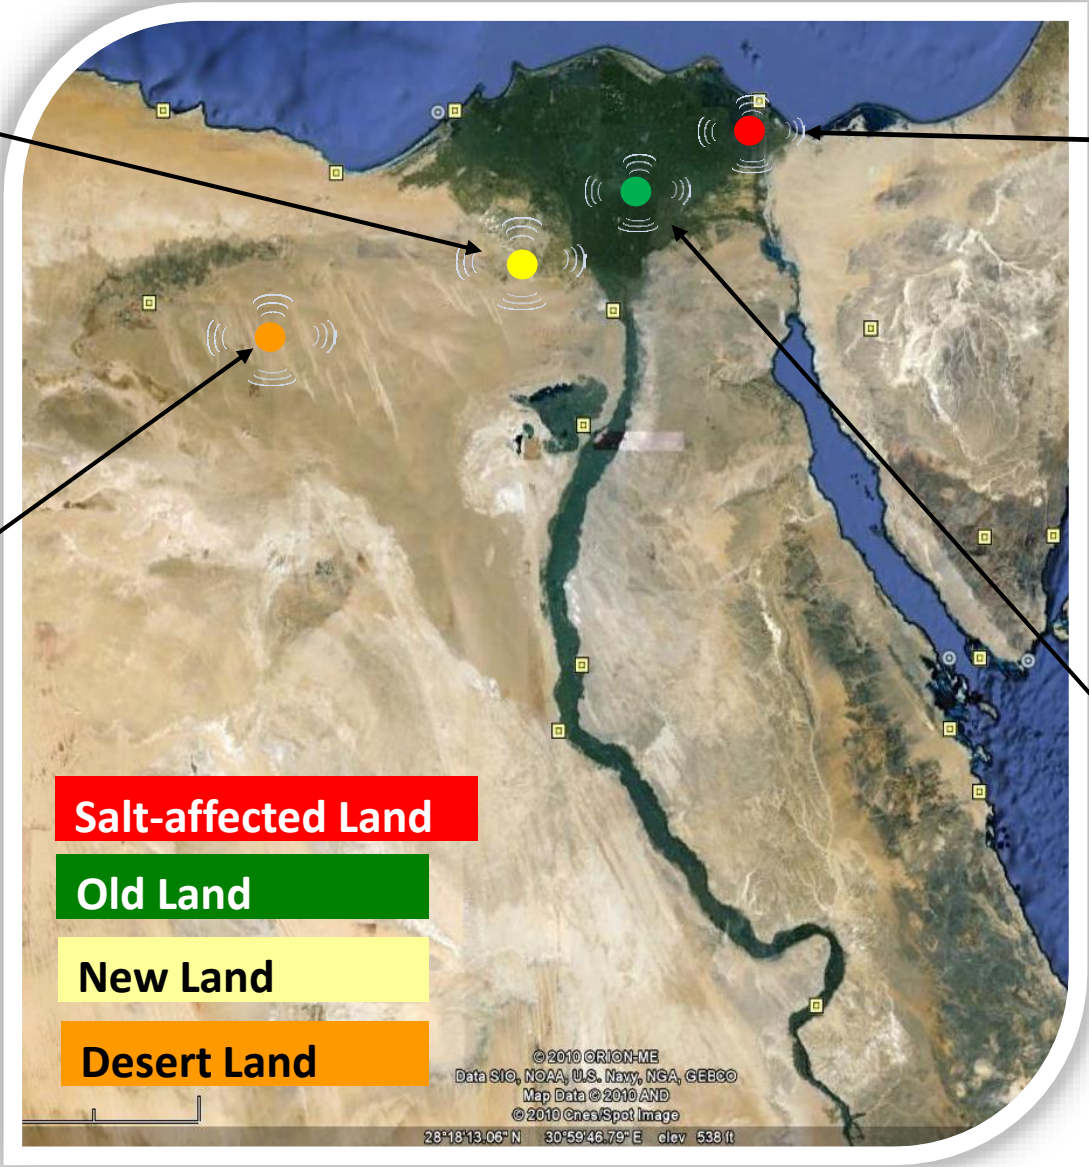 Salt-affected Land
Old Land
New Land
Desert Land
© 2010 ORION-ME
Data SIO, NOAA, U.S. Navy, NGA, GEBCO
Map Data © 2010 AND
© 2010 Cnes/Spot Image
28°18'13.06" N 30°59'46.79" E elev 538 ft